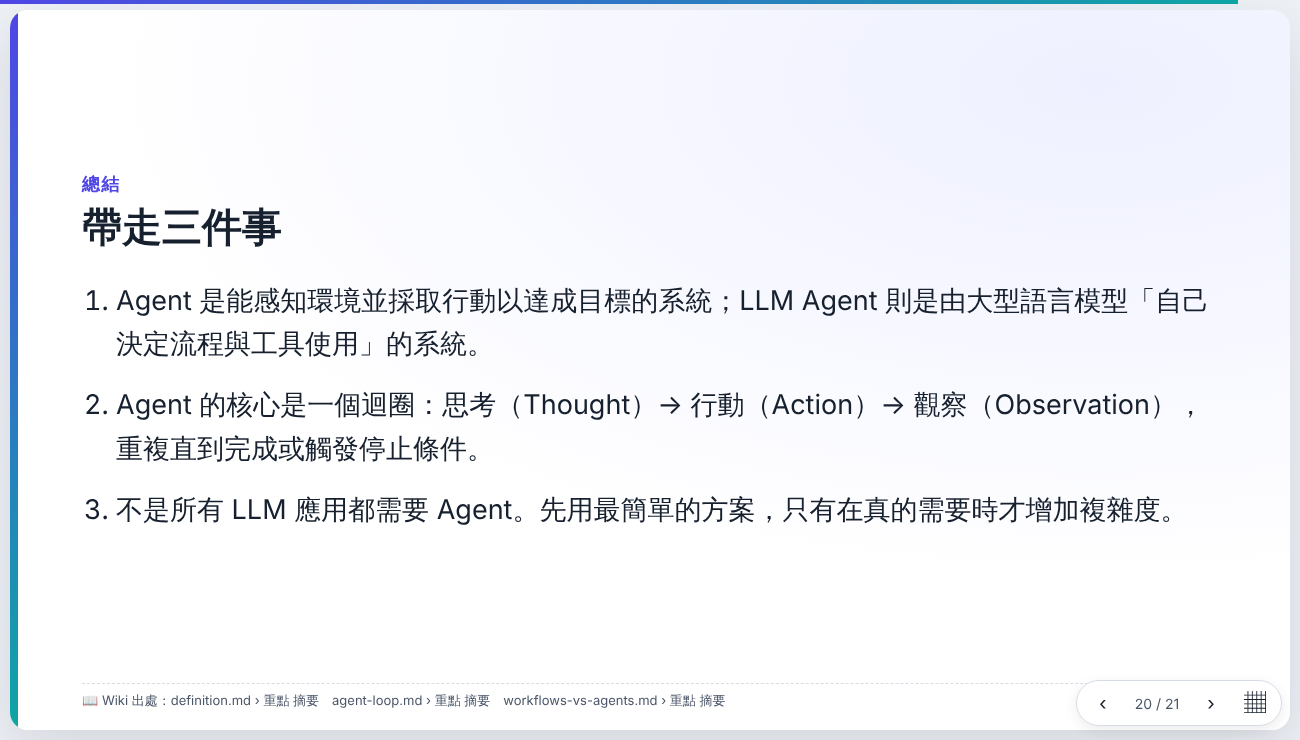 總結
帶走三件事
1. Agent 是能感知環境並採取行動以達成目標的系統；LLM Agent 則是由大型語言模型「自己
決定流程與工具使用」的系統。
2. Agent 的核心是一個迴圈：思考（Thought）→ 行動（Action）→ 觀察（Observation），
重複直到完成或觸發停止條件。
3. 不是所有 LLM 應用都需要 Agent。先用最簡單的方案，只有在真的需要時才增加複雜度。
📖 Wiki 出處：definition.md › 重點 摘要 agent-loop.md › 重點 摘要 workflows-vs-agents.md › 重點 摘要
‹ 20 / 21 ›